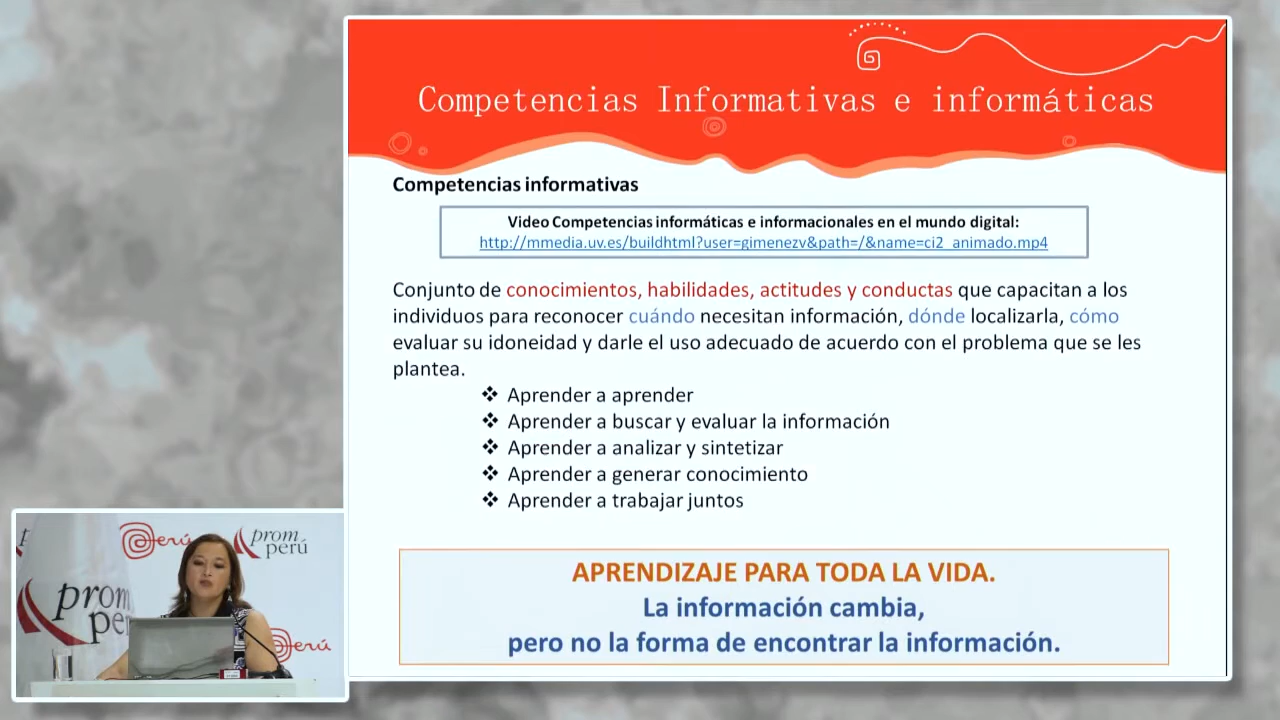 Competencias Informativas e informáticas
Competencias informativas
Video Competencias informáticas e informacionales en el mundo digital:
http://mmedia.uv.es/buildhtml?user=gimenezv&path=/&name=ci2_animado.mp4
Conjunto de conocimientos, habilidades, actitudes y conductas que capacitan a los
individuos para reconocer cuándo necesitan información, dónde localizarla, cómo
evaluar su idoneidad y darle el uso adecuado de acuerdo con el problema que se les
plantea.
❖ Aprender a aprender
❖ Aprender a buscar y evaluar la información
❖ Aprender a analizar y sintetizar
❖ Aprender a generar conocimiento
❖ Aprender a trabajar juntos
APRENDIZAJE PARA TODA LA VIDA.
La información cambia,
pero no la forma de encontrar la información.
Perú
prom
perú
prom
pe
Perú